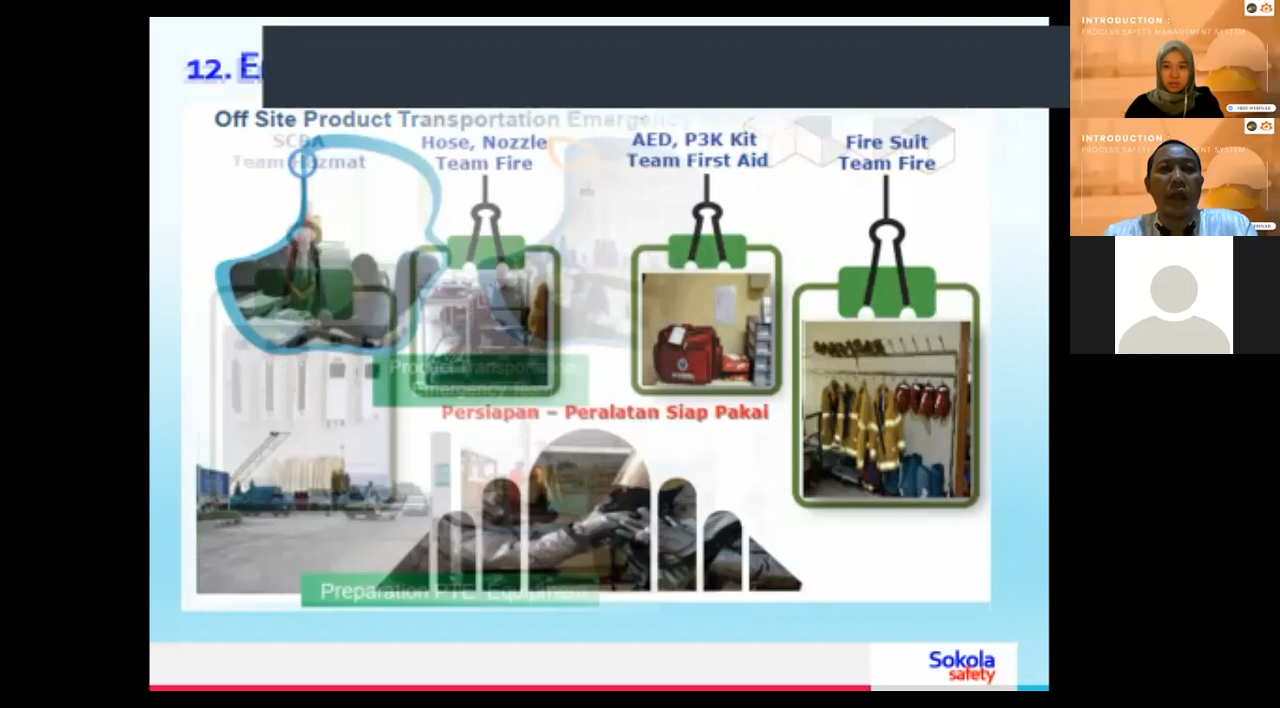 12. E
Off Site Product Transportation Emergency
SCBA
Team Hazmat
Hose, Nozzle
Team Fire
AED, P3K Kit
Team First Aid
Fire Suit
Team Fire
Product Transportation
Emergency Team
Persiapan – Peralatan Siap Pakai
Preparation PTE Equipment
Sokola
safety
INTRODUCTION :
PROCESS SAFETY MANAGEMENT SYSTEM
INTRODUCTION :
PROCESS SAFETY MANAGEMENT SYSTEM